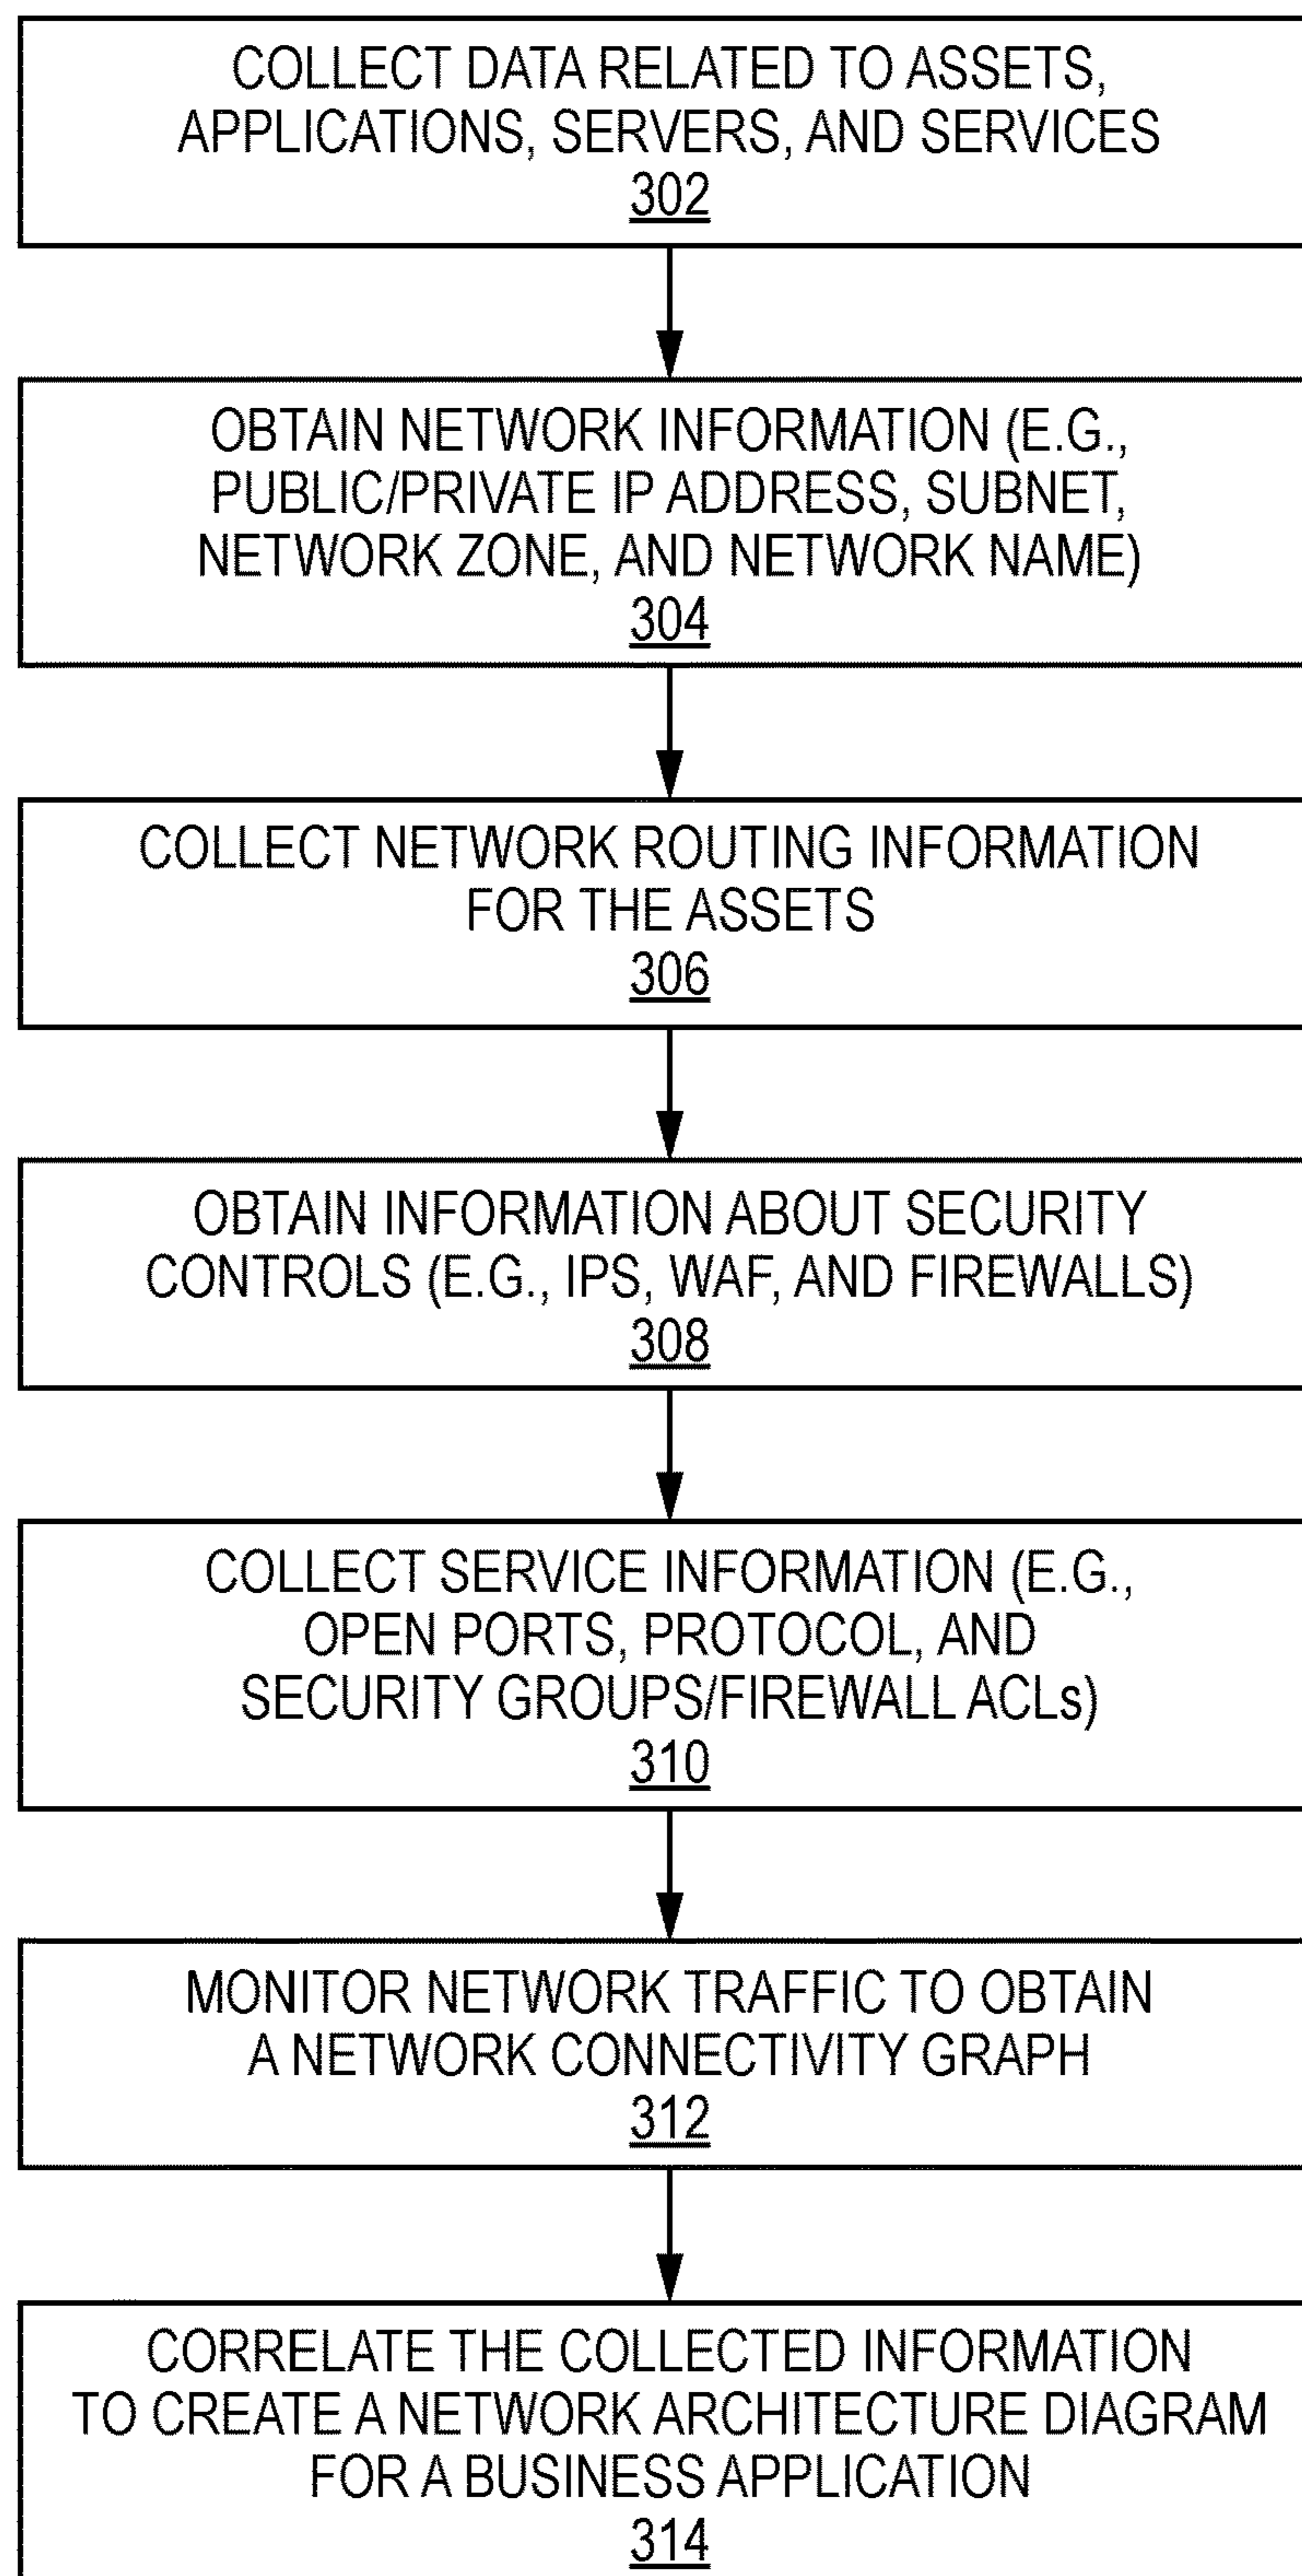 COLLECT DATA RELATED TO ASSETS,
APPLICATIONS, SERVERS, AND SERVICES
302
OBTAIN NETWORK INFORMATION (E.G.,
PUBLIC/PRIVATE IP ADDRESS, SUBNET,
NETWORK ZONE, AND NETWORK NAME)
304
COLLECT NETWORK ROUTING INFORMATION
FOR THE ASSETS
306
OBTAIN INFORMATION ABOUT SECURITY
CONTROLS (E.G., IPS, WAF, AND FIREWALLS)
308
COLLECT SERVICE INFORMATION (E.G.,
OPEN PORTS, PROTOCOL, AND
SECURITY GROUPS/FIREWALL ACLs)
310
MONITOR NETWORK TRAFFIC TO OBTAIN
A NETWORK CONNECTIVITY GRAPH
312
CORRELATE THE COLLECTED INFORMATION
TO CREATE A NETWORK ARCHITECTURE DIAGRAM
FOR A BUSINESS APPLICATION
314